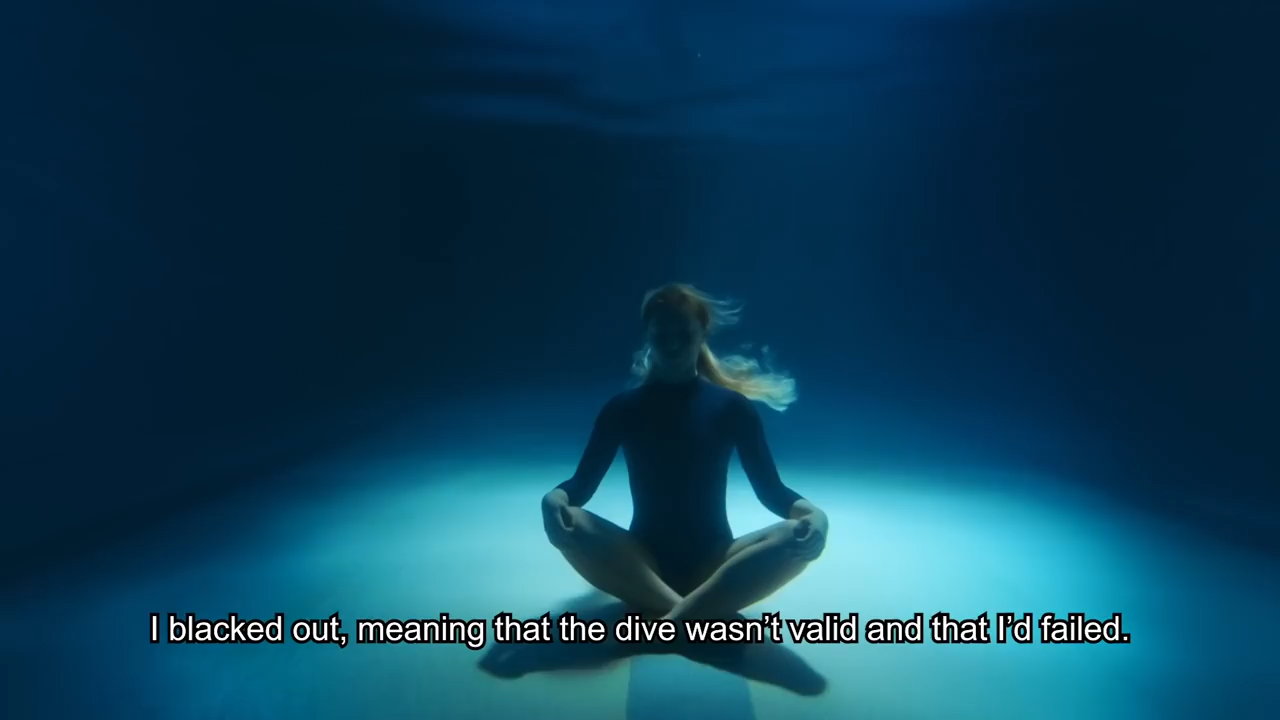 I blacked out, meaning that the dive wasn’t valid and that I’d failed.